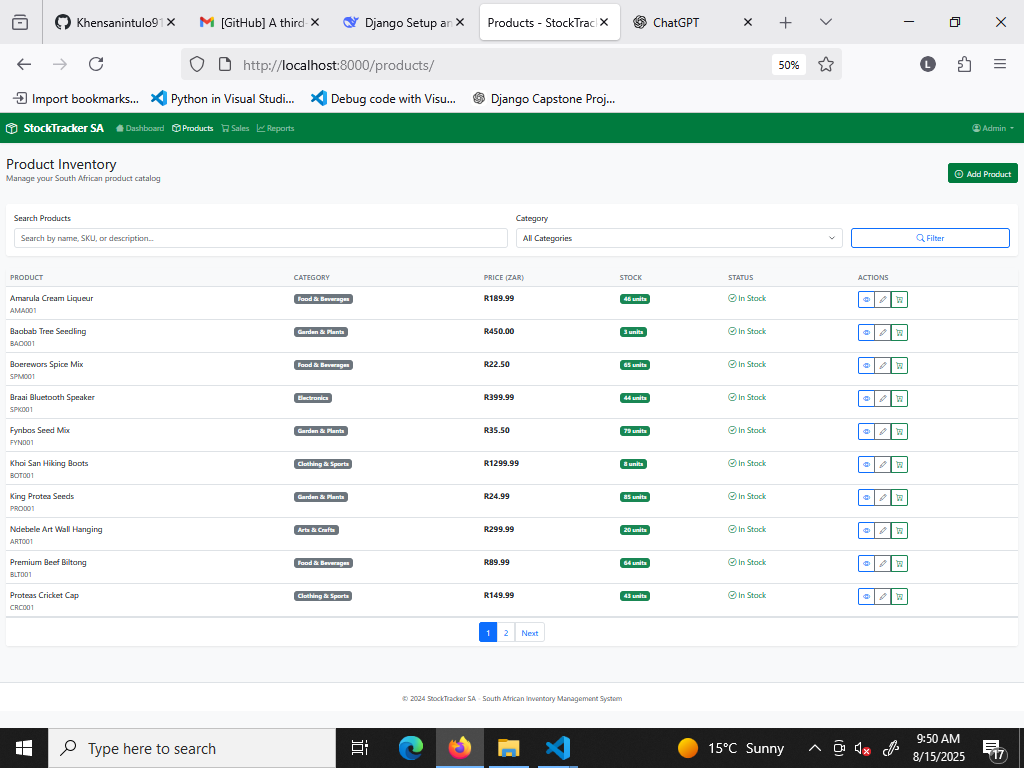 Khensanintulo91
[GitHub] A third-
Django Setup an
Products - StockTrac
ChatGPT
http://localhost:8000/products/
50%
L
Import bookmarks...
Python in Visual Studi...
Debug code with Visu...
Django Capstone Proj...
StockTracker SA
Dashboard
Products
Sales
Reports
Admin
Product Inventory
Manage your South African product catalog
Add Product
Search Products
Category
Search by name, SKU, or description...
All Categories
Filter
PRODUCT CATEGORY PRICE (ZAR) STOCK STATUS ACTIONS
Amarula Cream Liqueur Food & Beverages R189.99 46 units In Stock
AMA001
Baobab Tree Seedling Garden & Plants R450.00 3 units In Stock
BAO001
Boerewors Spice Mix Food & Beverages R22.50 65 units In Stock
SPM001
Braai Bluetooth Speaker Electronics R399.99 44 units In Stock
SPK001
Fynbos Seed Mix Garden & Plants R35.50 79 units In Stock
FYN001
Khoi San Hiking Boots Clothing & Sports R1299.99 8 units In Stock
BOT001
King Protea Seeds Garden & Plants R24.99 85 units In Stock
PRO001
Ndebele Art Wall Hanging Arts & Crafts R299.99 20 units In Stock
ART001
Premium Beef Biltong Food & Beverages R89.99 64 units In Stock
BLT001
Proteas Cricket Cap Clothing & Sports R149.99 43 units In Stock
CRC001
1 2 Next
© 2024 StockTracker SA - South African Inventory Management System
Type here to search
15°C Sunny
9:50 AM
8/15/2025
17